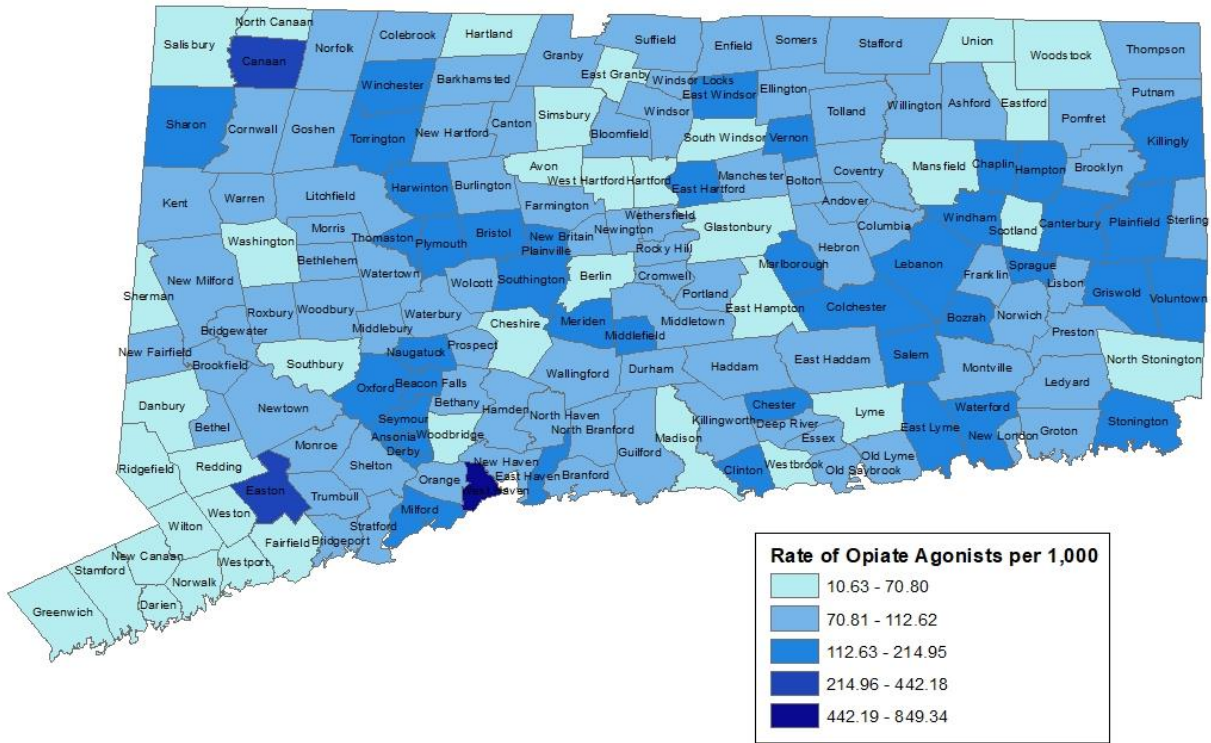 North Canaan
Salisbury
Canaan
Norfolk
Colebrook
Hartland
Granby
Suffield
Enfield
Somers
Stafford
Union
Woodstock
Thompson
East Granby
Windsor Locks
Winchester
Barkhamsted
East Windsor
Ellington
Putnam
Sharon
Cornwall
Goshen
Torrington
New Hartford
Canton
Simsbury
Bloomfield
Windsor
South Windsor
Vernon
Tolland
Willington
Ashford
Eastford
Pomfret
Killingly
Avon
West Hartford
Hartford
East Hartford
Manchester
Bolton
Coventry
Mansfield
Chaplin
Hampton
Brooklyn
Kent
Warren
Litchfield
Harwinton
Burlington
Farmington
Wethersfield
Newington
Glastonbury
Andover
Columbia
Windham
Scotland
Canterbury
Plainfield
Sterling
Morris
Washington
Bethlehem
Thomaston
Plymouth
Bristol
New Britain
Plainville
Rocky Hill
Hebron
Marlborough
Lebanon
Franklin
Sprague
Lisbon
Griswold
Voluntown
Watertown
New Milford
Sherman
Wolcott
Southington
Berlin
Cromwell
Portland
East Hampton
Colchester
Bozrah
Norwich
Preston
Roxbury
Woodbury
Bridgewater
Middlebury
Waterbury
Cheshire
Meriden
Middlefield
Middletown
New Fairfield
Brookfield
Southbury
Naugatuck
Prospect
Wallingford
Durham
Haddam
East Haddam
Salem
Montville
Ledyard
North Stonington
Oxford
Beacon Falls
Bethany
Danbury
Bethel
Newtown
Seymour
Hamden
North Haven
North Branford
Killingworth
Chester
Deep River
Essex
Lyme
East Lyme
Waterford
New London
Groton
Stonington
Monroe
Ansonia
Derby
Woodbridge
Madison
Guilford
Ridgefield
Redding
Shelton
New Haven
East Haven
Branford
Clinton
Westbrook
Old Saybrook
Old Lyme
Orange
Easton
Trumbull
Weston
Milford
Wilton
Stratford
Fairfield
Bridgeport
New Canaan
Westport
Stamford
Norwalk
Greenwich
Darien
Rate of Opiate Agonists per 1,000
10.63 - 70.80
70.81 - 112.62
112.63 - 214.95
214.96 - 442.18
442.19 - 849.34